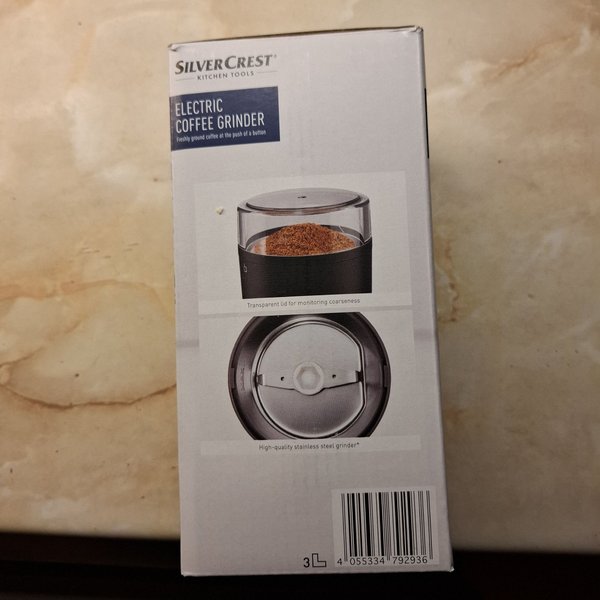 SILVERCREST®
KITCHEN TOOLS
ELECTRIC
COFFEE GRINDER
Freshly ground coffee at the push of a button
Transparent lid for monitoring coarseness
High-quality stainless steel grinder*
3
4 055334 792936